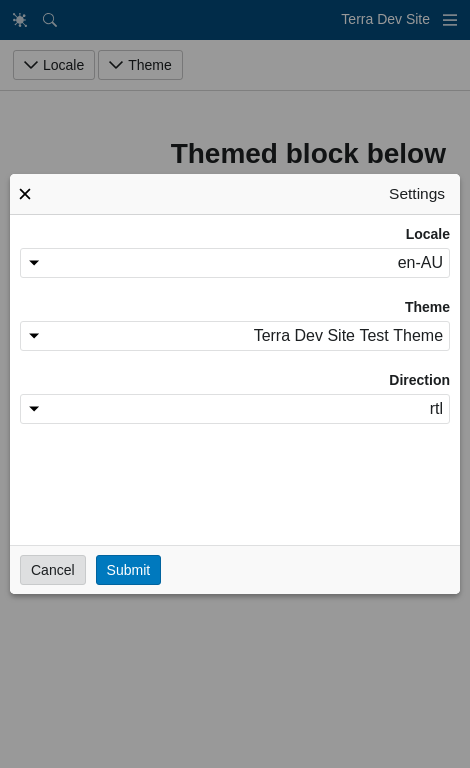 Terra Dev Site
Locale
Theme
Themed block below
Settings
Locale
en-AU
Theme
Terra Dev Site Test Theme
Direction
rtl
Cancel
Submit